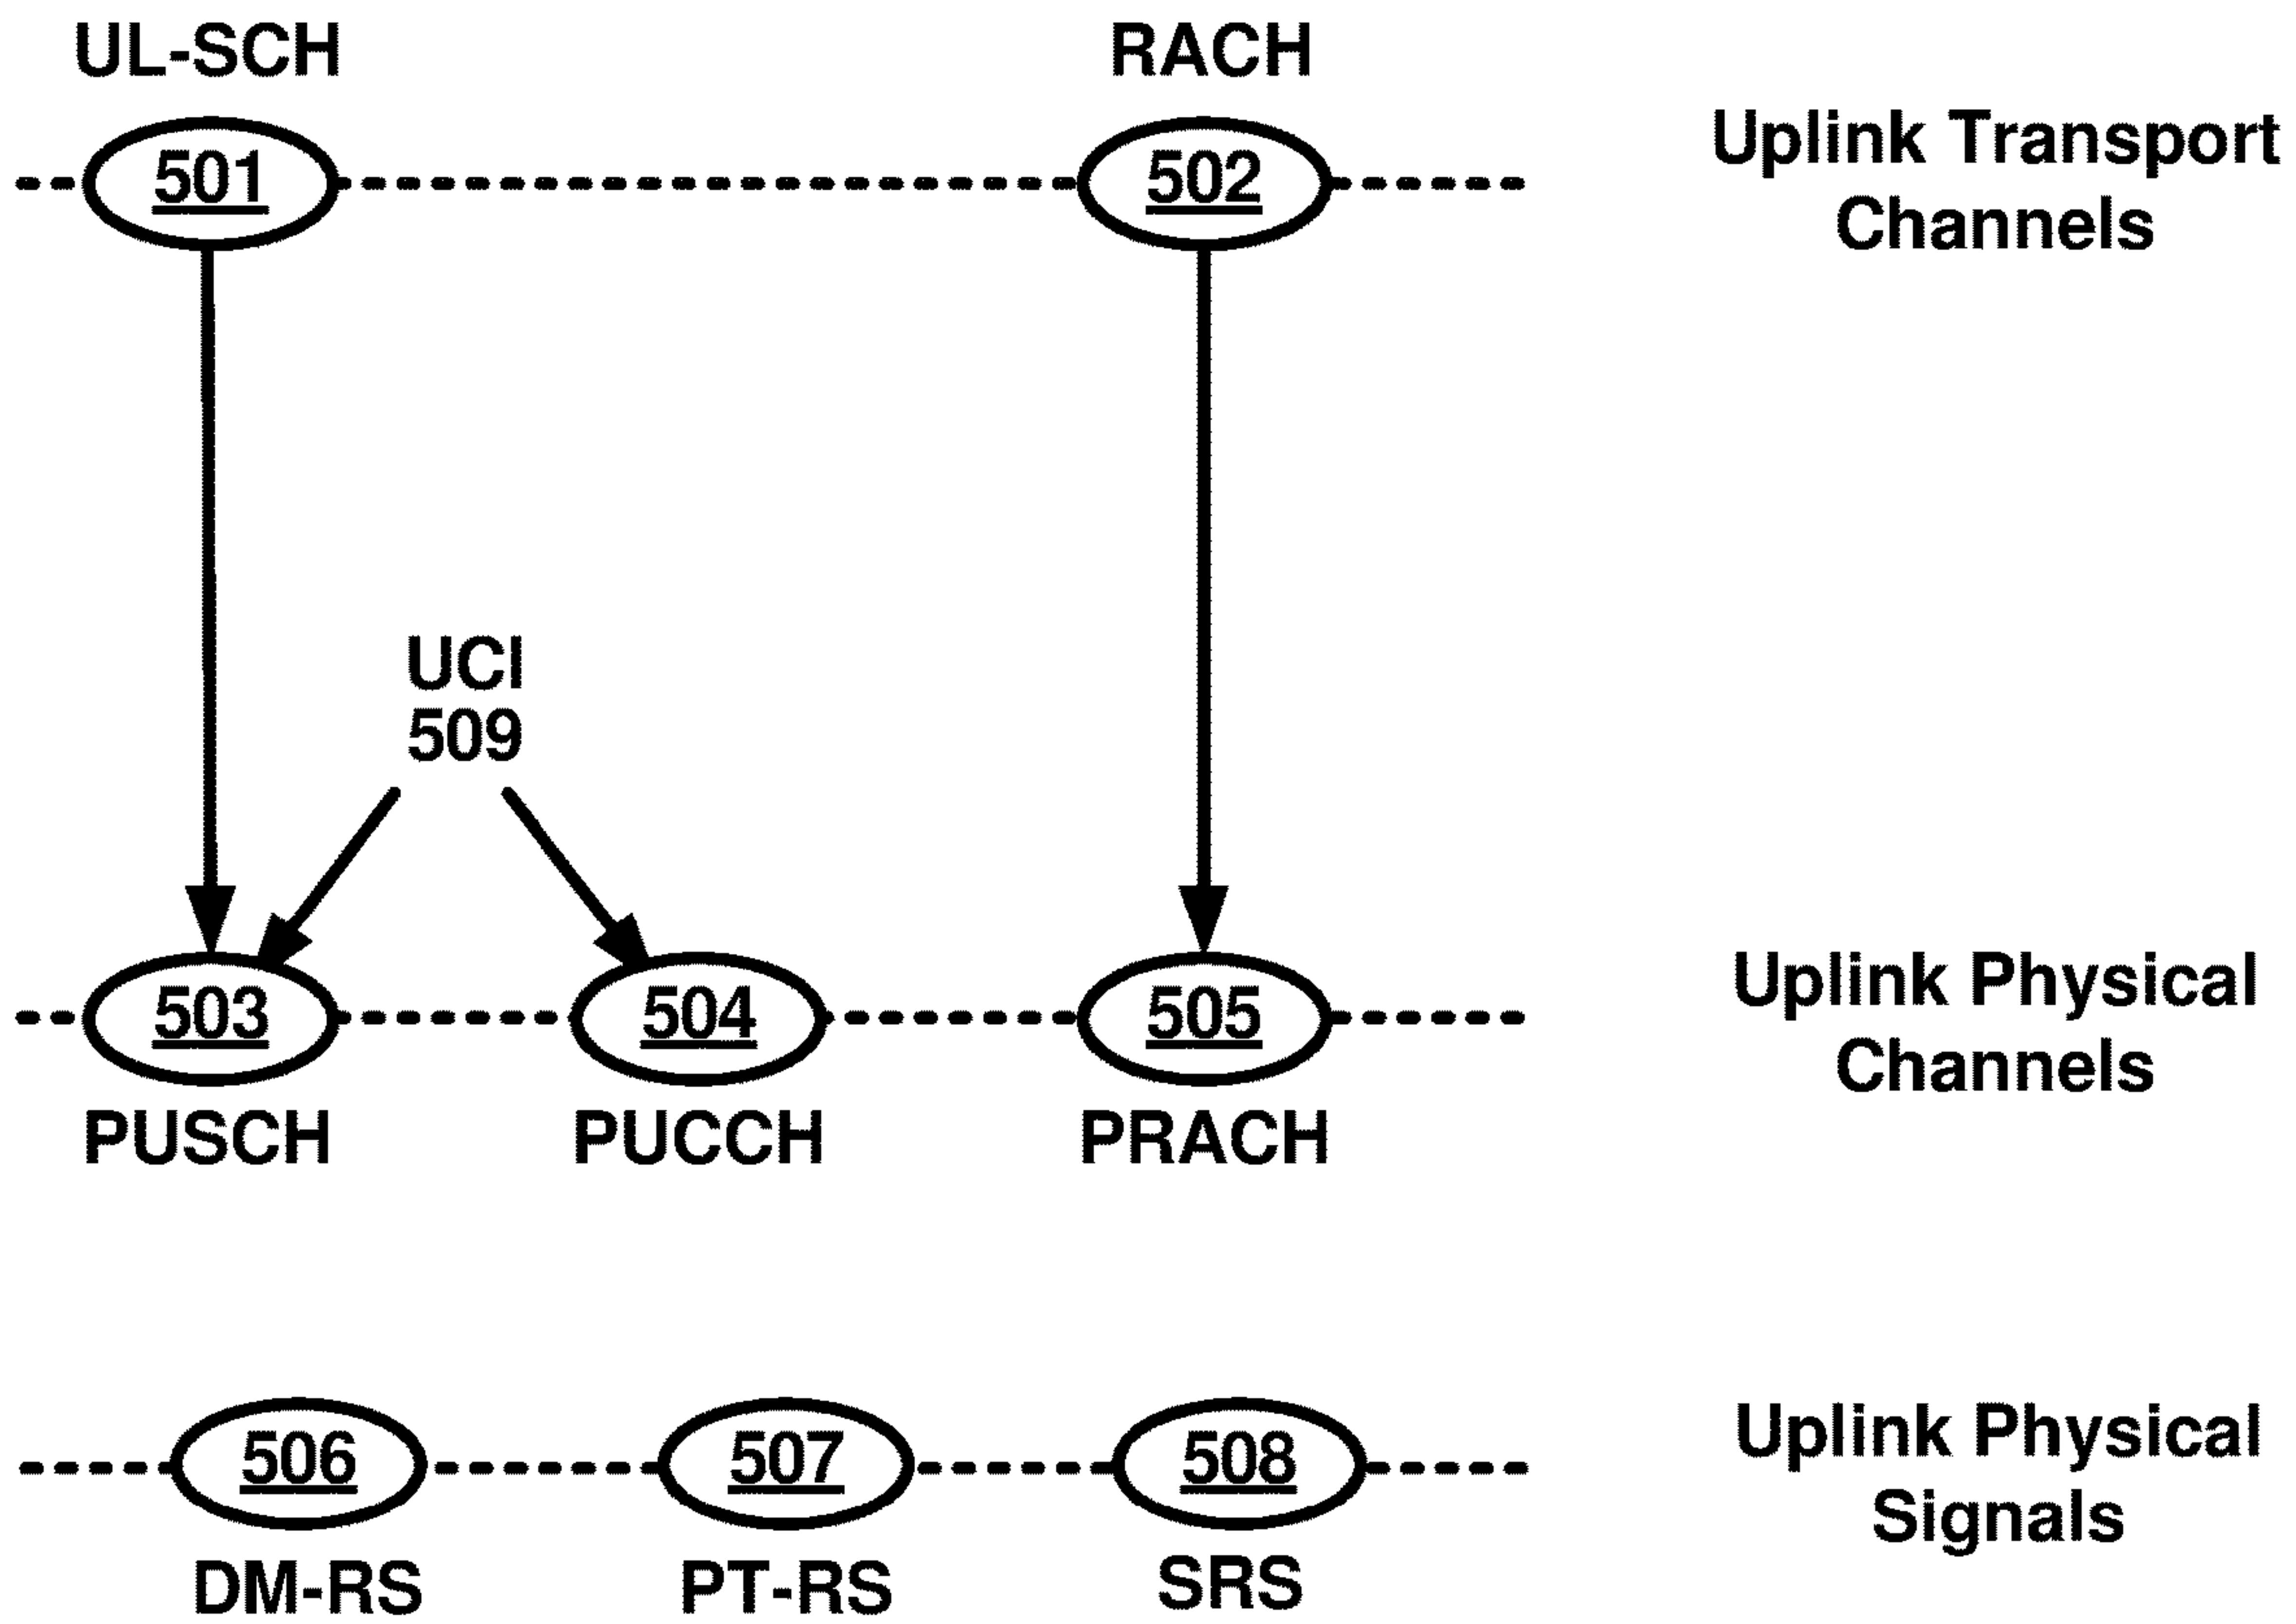 UL-SCH
RACH
501
502
Uplink Transport
Channels
UCI
509
503
504
505
Uplink Physical
Channels
PUSCH
PUCCH
PRACH
506
507
508
Uplink Physical
Signals
DM-RS
PT-RS
SRS